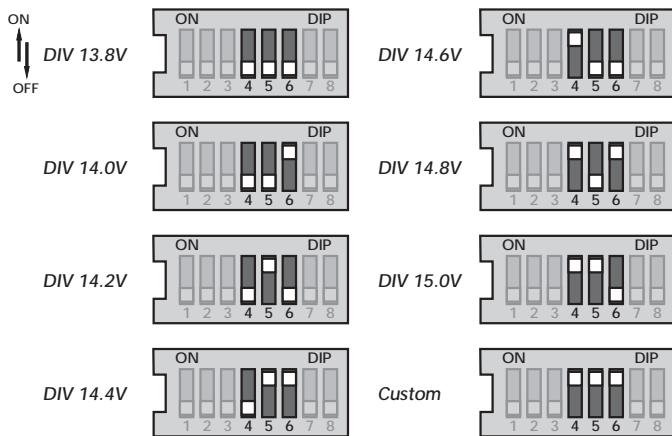 ON
OFF
DIV 13.8V
ON DIP
1 2 3 4 5 6 7 8
DIV 14.6V
ON DIP
1 2 3 4 5 6 7 8
DIV 14.0V
ON DIP
1 2 3 4 5 6 7 8
DIV 14.8V
ON DIP
1 2 3 4 5 6 7 8
DIV 14.2V
ON DIP
1 2 3 4 5 6 7 8
DIV 15.0V
ON DIP
1 2 3 4 5 6 7 8
DIV 14.4V
ON DIP
1 2 3 4 5 6 7 8
Custom
ON DIP
1 2 3 4 5 6 7 8